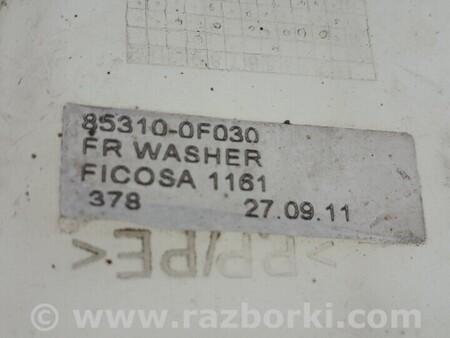 85310-0F030
FR WASHER
FICOSA 1161
378 27.09.11
>PP/PE<
© www.razborki.com